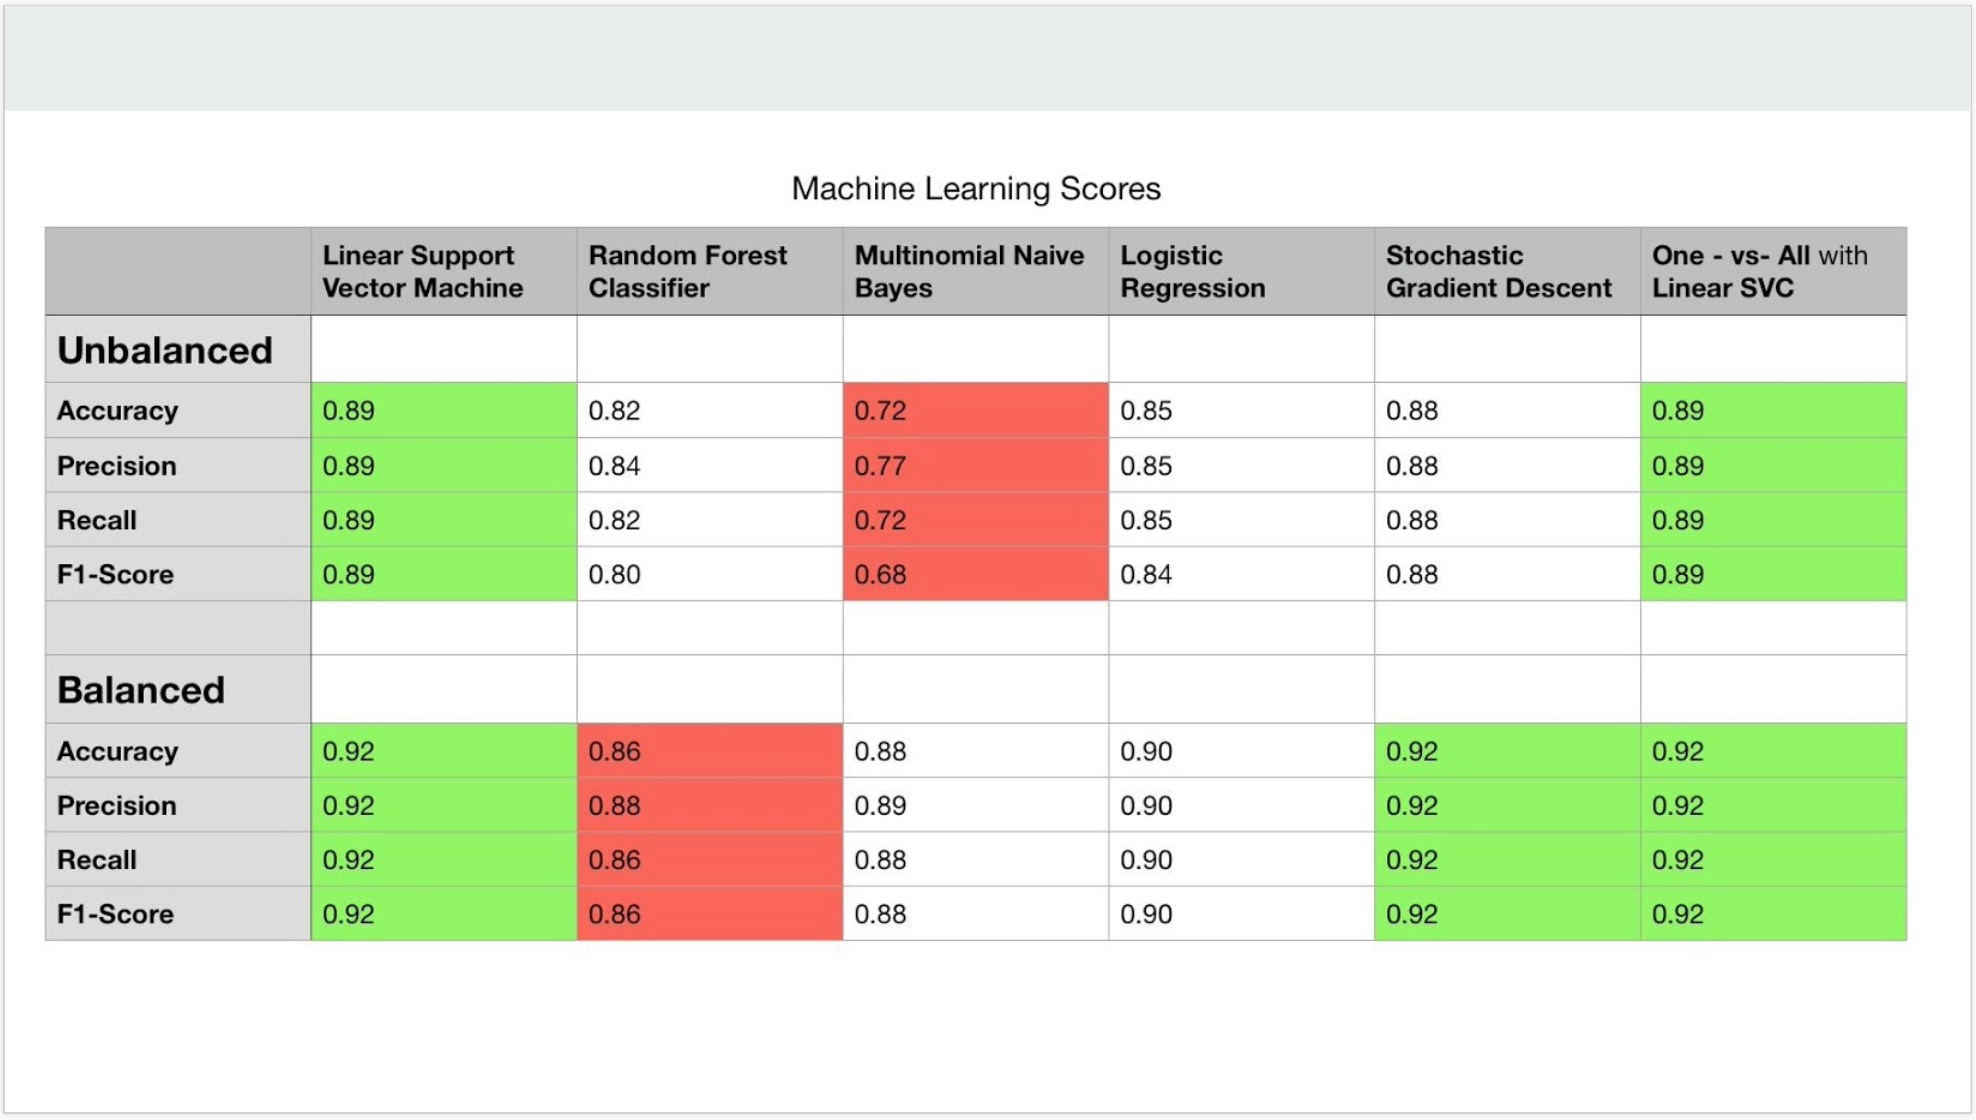 Machine Learning Scores
Linear Support Vector Machine Random Forest Classifier Multinomial Naive Bayes Logistic Regression Stochastic Gradient Descent One - vs- All with Linear SVC
Unbalanced
Accuracy 0.89 0.82 0.72 0.85 0.88 0.89
Precision 0.89 0.84 0.77 0.85 0.88 0.89
Recall 0.89 0.82 0.72 0.85 0.88 0.89
F1-Score 0.89 0.80 0.68 0.84 0.88 0.89
Balanced
Accuracy 0.92 0.86 0.88 0.90 0.92 0.92
Precision 0.92 0.88 0.89 0.90 0.92 0.92
Recall 0.92 0.86 0.88 0.90 0.92 0.92
F1-Score 0.92 0.86 0.88 0.90 0.92 0.92